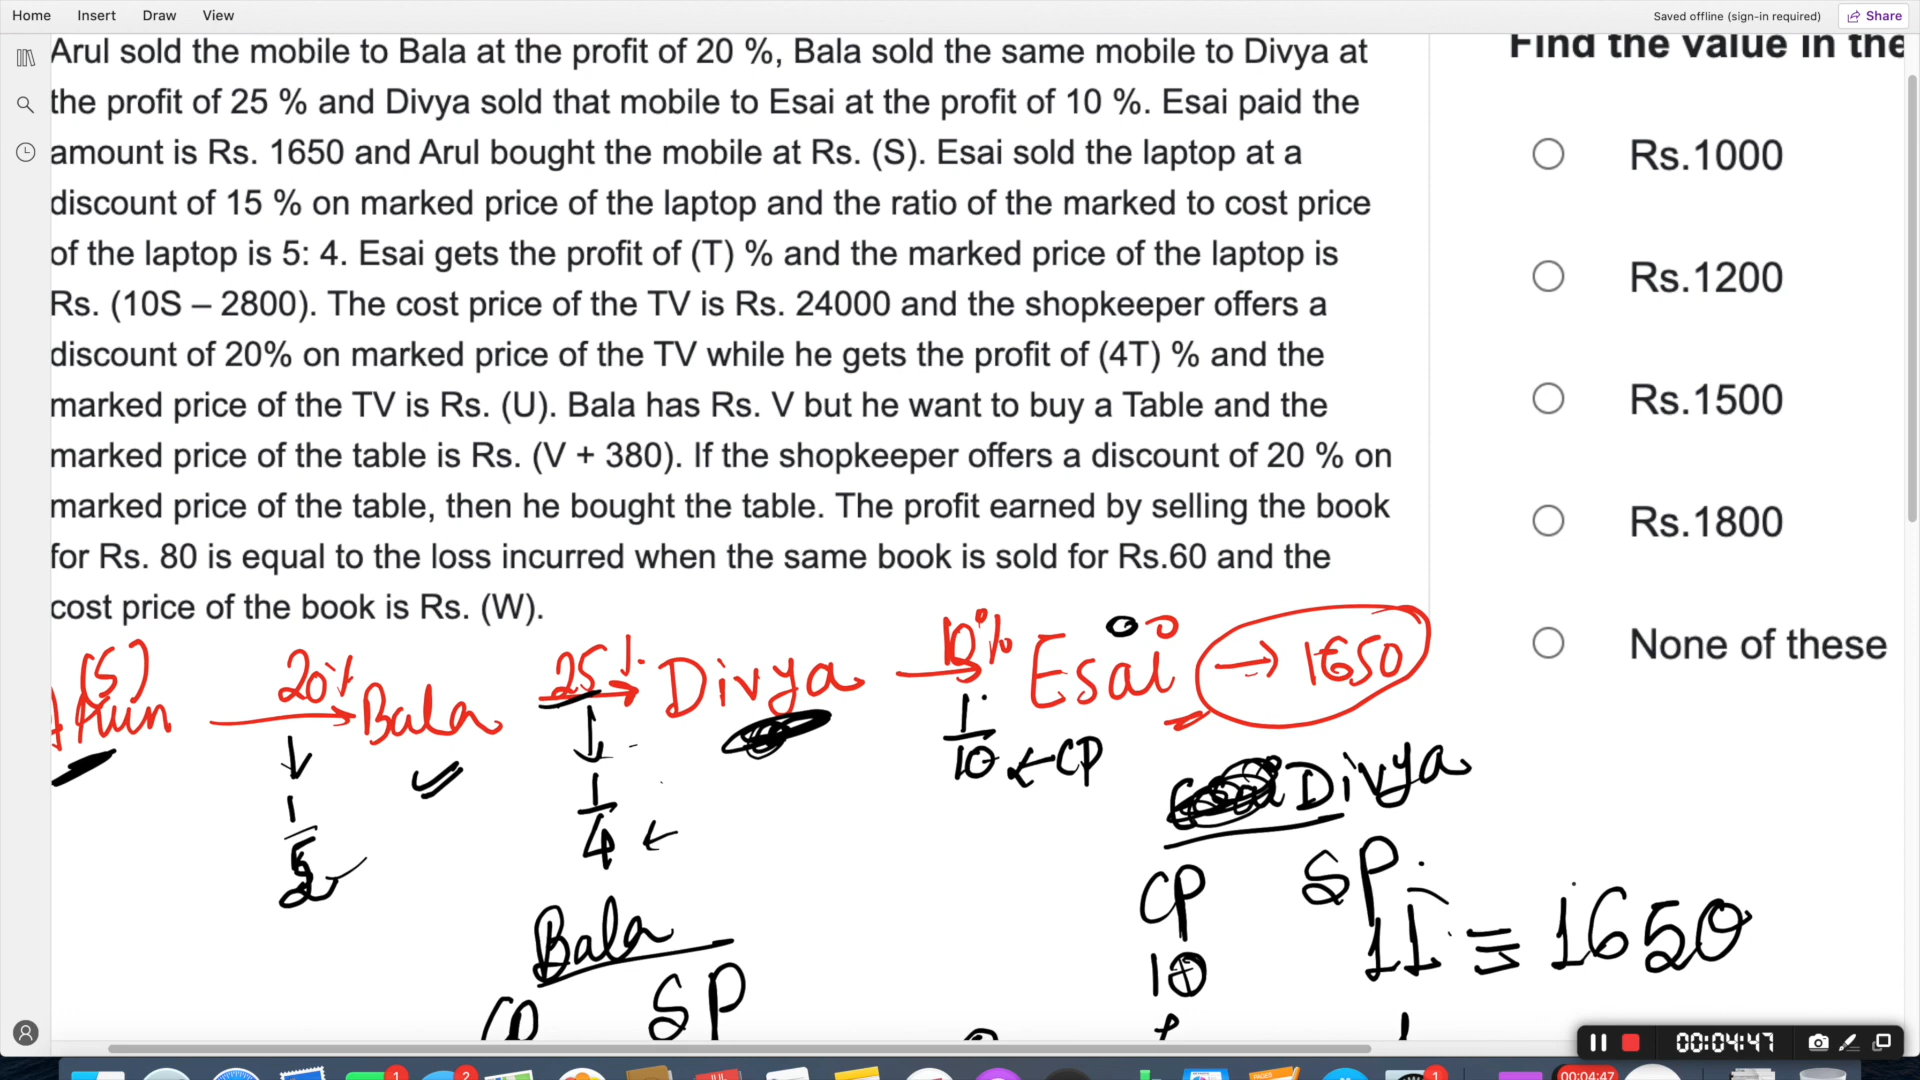 Home Insert Draw View Saved offline (sign-in required) Share
Arul sold the mobile to Bala at the profit of 20 %, Bala sold the same mobile to Divya at
the profit of 25 % and Divya sold that mobile to Esai at the profit of 10 %. Esai paid the
amount is Rs. 1650 and Arul bought the mobile at Rs. (S). Esai sold the laptop at a
discount of 15 % on marked price of the laptop and the ratio of the marked to cost price
of the laptop is 5: 4. Esai gets the profit of (T) % and the marked price of the laptop is
Rs. (10S – 2800). The cost price of the TV is Rs. 24000 and the shopkeeper offers a
discount of 20% on marked price of the TV while he gets the profit of (4T) % and the
marked price of the TV is Rs. (U). Bala has Rs. V but he want to buy a Table and the
marked price of the table is Rs. (V + 380). If the shopkeeper offers a discount of 20 % on
marked price of the table, then he bought the table. The profit earned by selling the book
for Rs. 80 is equal to the loss incurred when the same book is sold for Rs.60 and the
cost price of the book is Rs. (W).
Find the value in the
Rs.1000
Rs.1200
Rs.1500
Rs.1800
None of these
(S) 20% 25% 10%
Bala Divya Esai → 1650
1/10 ← CP
1/5
1/4 ←
Divya
CP SP
10 11 = 1650
Bala
CP SP
00:04:47
1 2 1 00:04:47